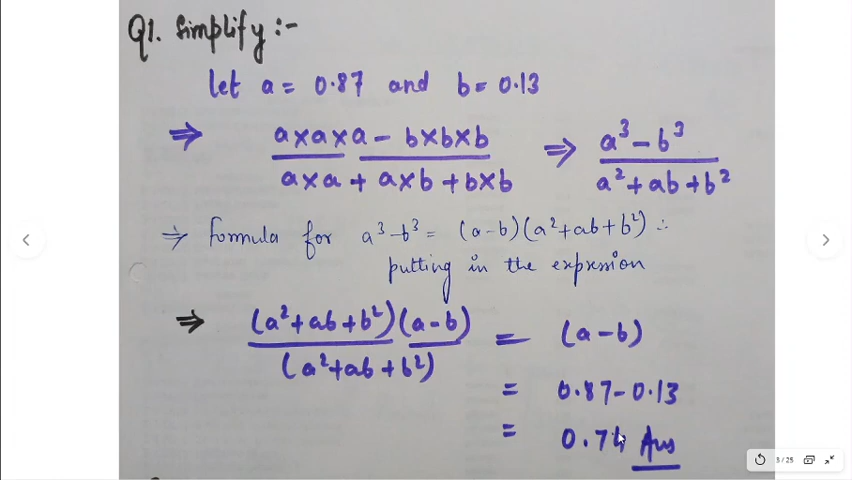 Q1. Simplify :-
let a = 0.87 and b = 0.13
⇒ a×a×a - b×b×b / a×a + a×b + b×b ⇒ a³ - b³ / a² + ab + b²
⇒ formula for a³-b³ = (a-b)(a²+ab+b²) ∴
putting in the expression
⇒ (a²+ab+b²)(a-b) / (a²+ab+b²) = (a-b)
= 0.87-0.13
= 0.74 Ans
3 / 25